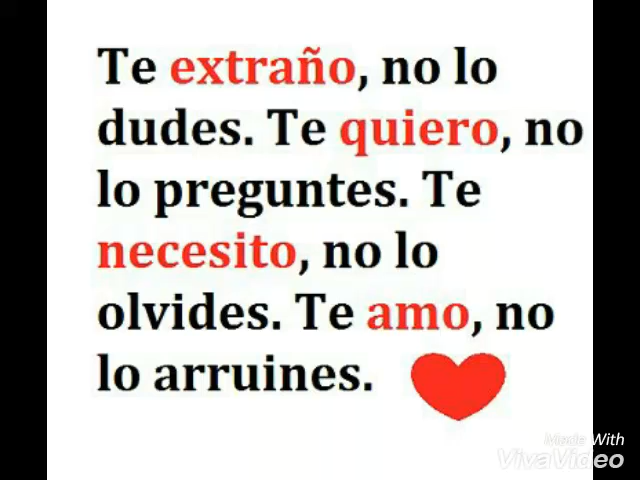 Te extraño, no lo
dudes. Te quiero, no
lo preguntes. Te
necesito, no lo
olvides. Te amo, no
lo arruines.
Made With
VivaVideo